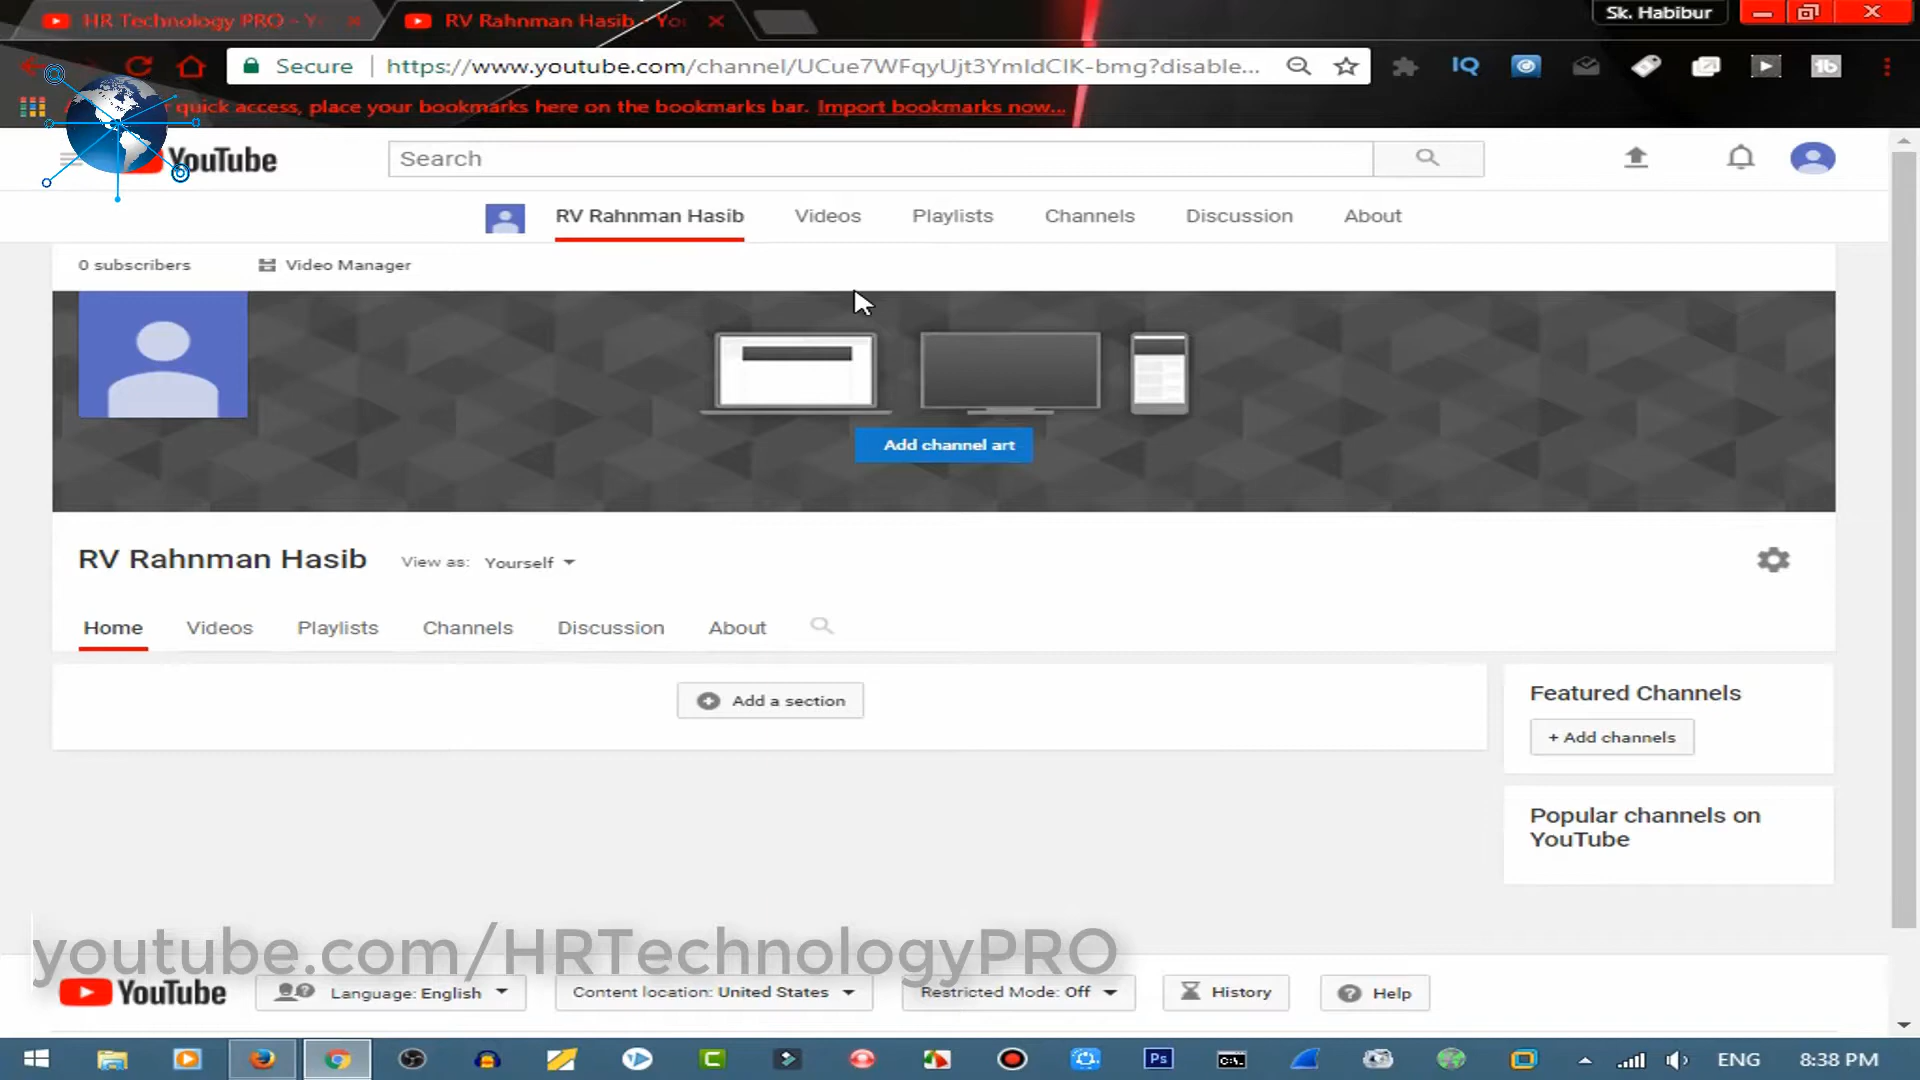 HR Technology PRO - Y
RV Rahnman Hasib - Yo
Sk. Habibur
Secure
https://www.youtube.com/channel/UCue7WFqyUjt3YmIdCIK-bmg?disable...
IQ
quick access, place your bookmarks here on the bookmarks bar. Import bookmarks now...
YouTube
Search
RV Rahnman Hasib
Videos
Playlists
Channels
Discussion
About
0 subscribers
Video Manager
Add channel art
RV Rahnman Hasib
View as: Yourself
Home
Videos
Playlists
Channels
Discussion
About
Add a section
Featured Channels
+ Add channels
Popular channels on
YouTube
youtube.com/HRTechnologyPRO
YouTube
Language: English
Content location: United States
Restricted Mode: Off
History
Help
Ps
ENG
8:38 PM